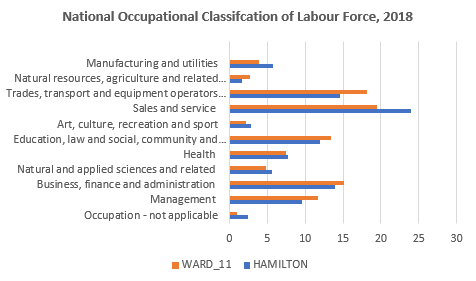 National Occupational Classifcation of Labour Force, 2018
Manufacturing and utilities
Natural resources, agriculture and related...
Trades, transport and equipment operators...
Sales and service
Art, culture, recreation and sport
Education, law and social, community and...
Health
Natural and applied sciences and related
Business, finance and administration
Management
Occupation - not applicable
0 5 10 15 20 25 30
WARD_11 HAMILTON